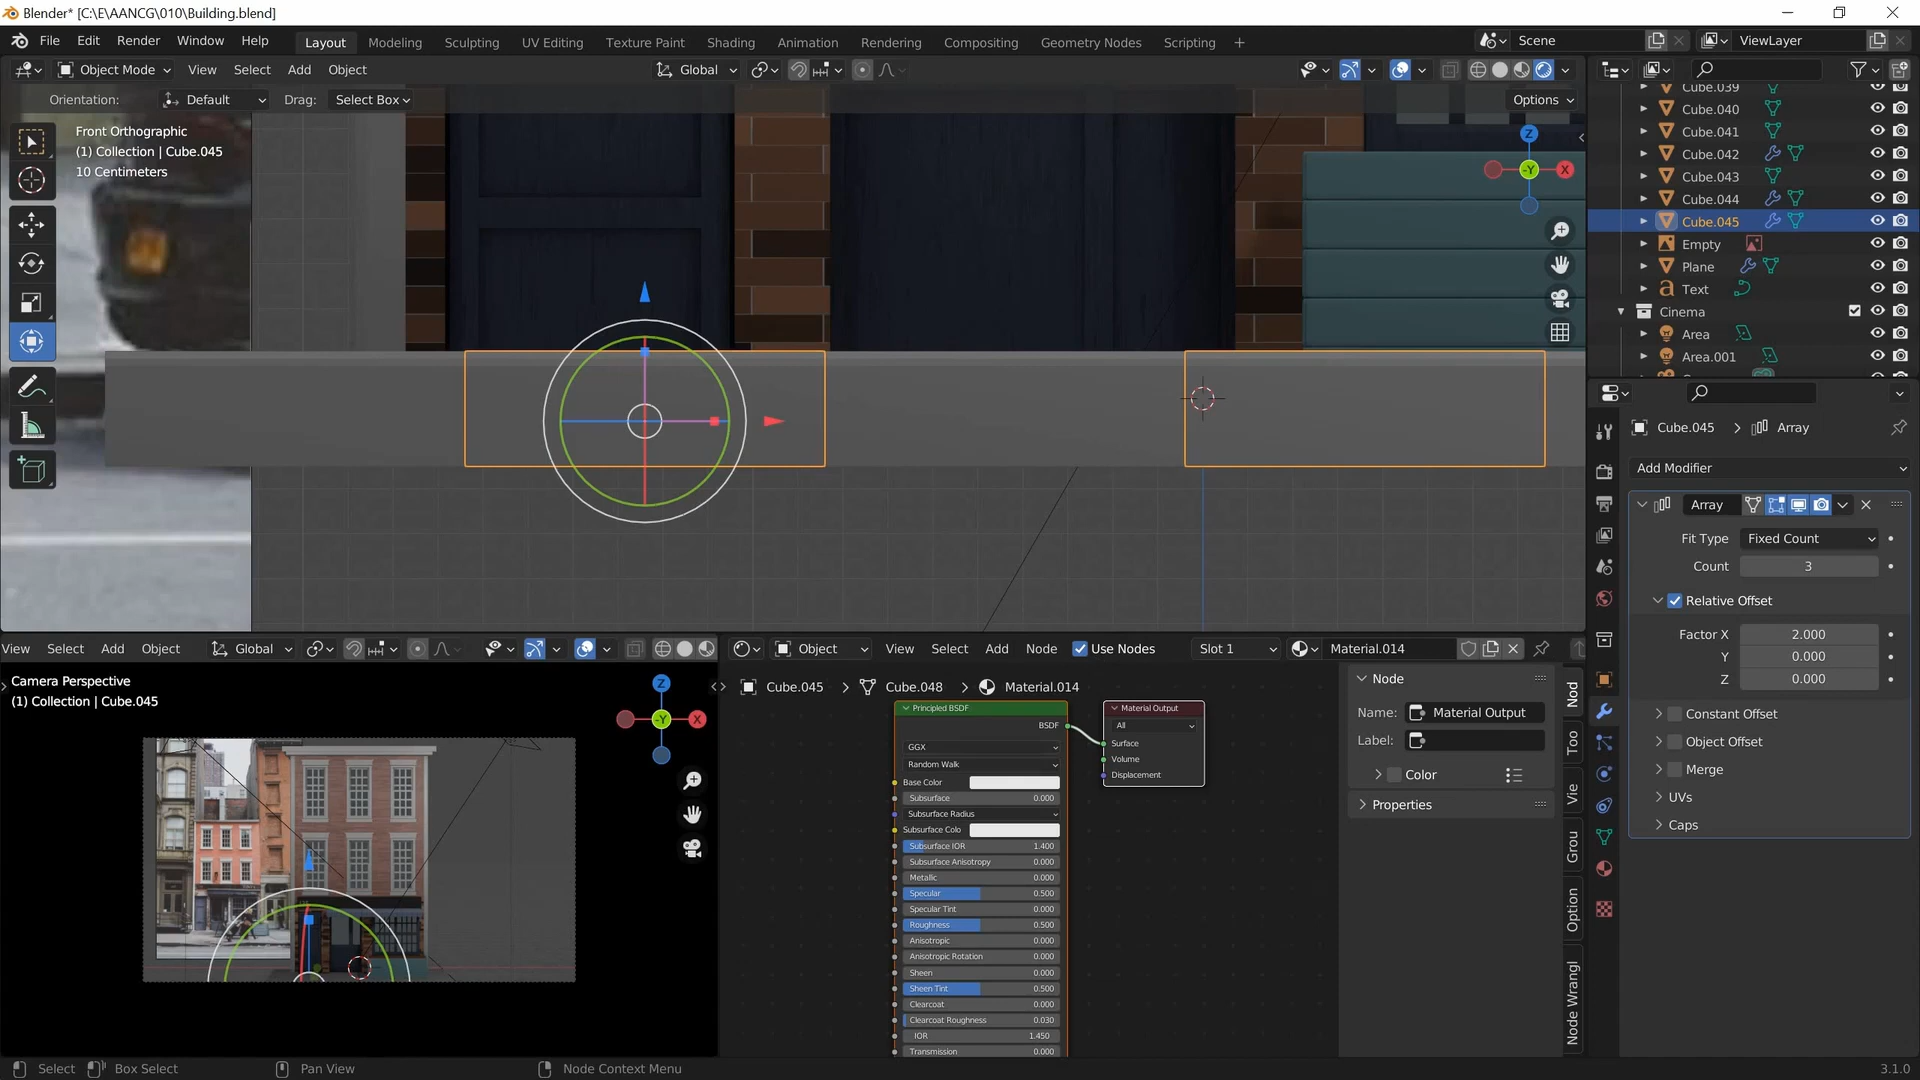 Blender* [C:\E\AANCG\010\Building.blend]
File Edit Render Window Help Layout Modeling Sculpting UV Editing Texture Paint Shading Animation Rendering Compositing Geometry Nodes Scripting + Scene ViewLayer
Object Mode View Select Add Object Global
Orientation: Default Drag: Select Box Options
Front Orthographic
(1) Collection | Cube.045
10 Centimeters
Z
-Y
X
Cube.039
Cube.040
Cube.041
Cube.042
Cube.043
Cube.044
Cube.045
Empty
Plane
Text
Cinema
Area
Area.001
Cube.045 > Array
Add Modifier
Array
Fit Type Fixed Count
Count 3
Relative Offset
Factor X 2.000
Y 0.000
Z 0.000
Constant Offset
Object Offset
Merge
UVs
Caps
View Select Add Object Global
Camera Perspective
(1) Collection | Cube.045
Z
-Y
X
Object View Select Add Node Use Nodes Slot 1 Material.014
Cube.045 > Cube.048 > Material.014
Principled BSDF
BSDF
GGX
Random Walk
Base Color
Subsurface 0.000
Subsurface Radius
Subsurface Colo
Subsurface IOR 1.400
Subsurface Anisotropy 0.000
Metallic 0.000
Specular 0.500
Specular Tint 0.000
Roughness 0.500
Anisotropic 0.000
Anisotropic Rotation 0.000
Sheen 0.000
Sheen Tint 0.500
Clearcoat 0.000
Clearcoat Roughness 0.030
IOR 1.450
Transmission 0.000
Material Output
All
Surface
Volume
Displacement
Node
Name: Material Output
Label:
Color
Properties
Nod
Too
Vie
Grou
Option
Node Wrangl
Select Box Select Pan View Node Context Menu 3.1.0